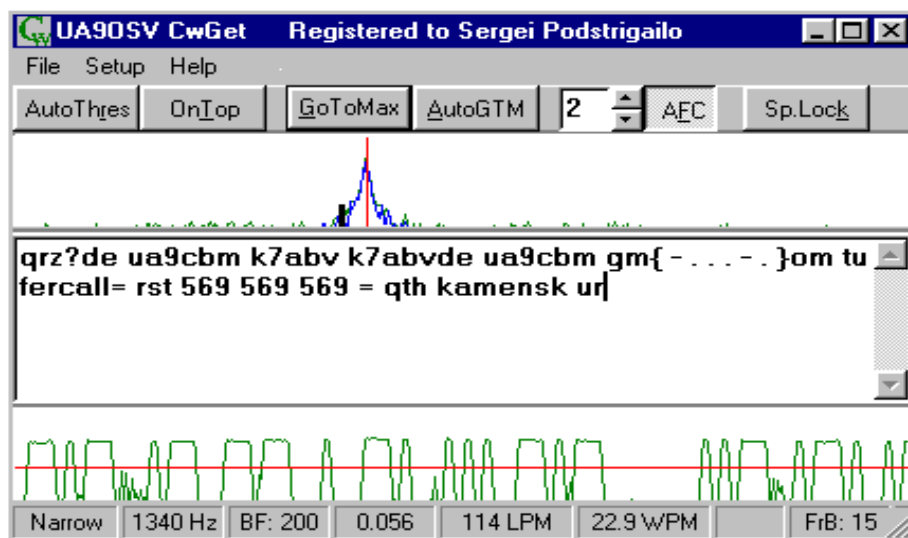 UA9OSV CwGet Registered to Sergei Podstrigailo
File Setup Help
AutoThres OnTop GoToMax AutoGTM 2 AFC Sp.Lock
qrz?de ua9cbm k7abv k7abvde ua9cbm gm{-...-.}om tu
fercall= rst 569 569 569 = qth kamensk ur
Narrow 1340 Hz BF: 200 0.056 114 LPM 22.9 WPM FrB: 15